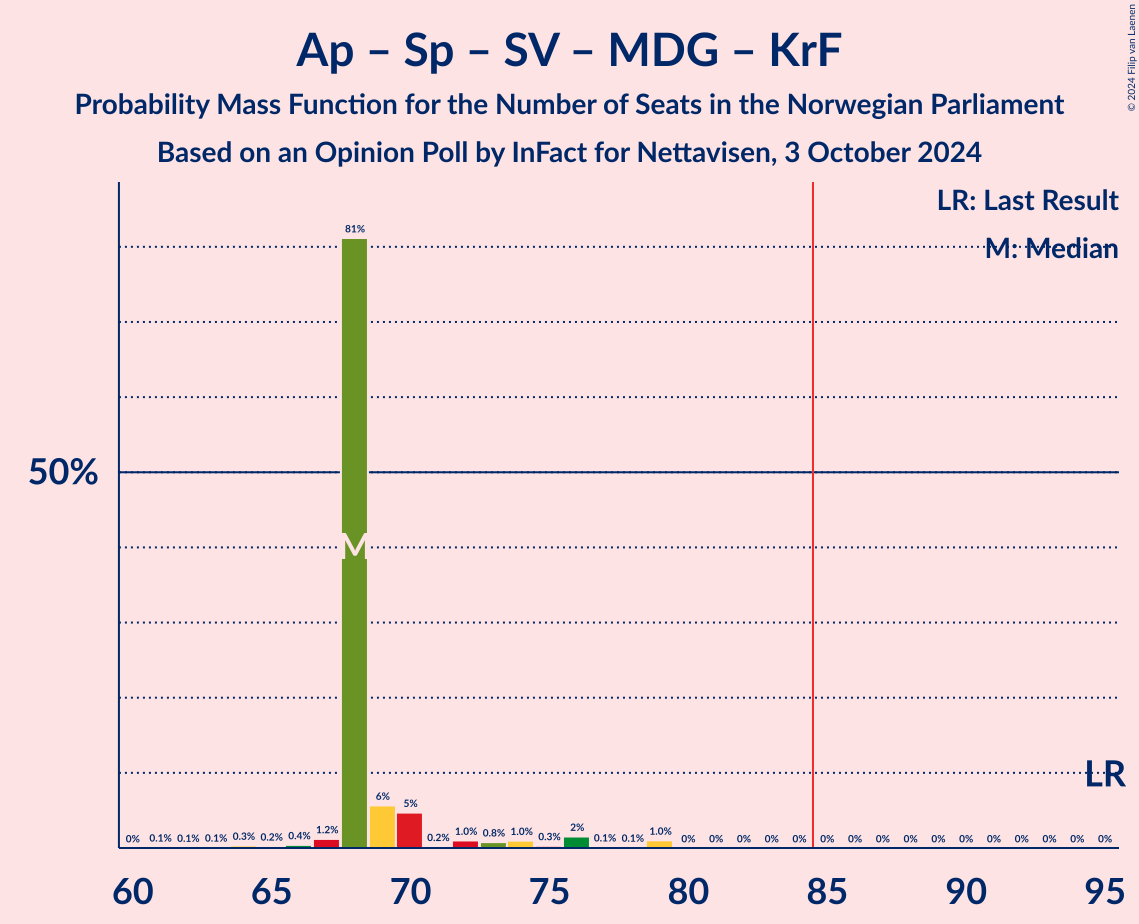 Ap – Sp – SV – MDG – KrF
Probability Mass Function for the Number of Seats in the Norwegian Parliament
Based on an Opinion Poll by InFact for Nettavisen, 3 October 2024
© 2024 Filip van Laenen
LR: Last Result
M: Median
81%
50%
M
LR
0% 0.1% 0.1% 0.1% 0.3% 0.2% 0.4% 1.2% 6% 5% 0.2% 1.0% 0.8% 1.0% 0.3% 2% 0.1% 0.1% 1.0% 0% 0% 0% 0% 0% 0% 0% 0% 0% 0% 0% 0% 0% 0% 0%
60 65 70 75 80 85 90 95